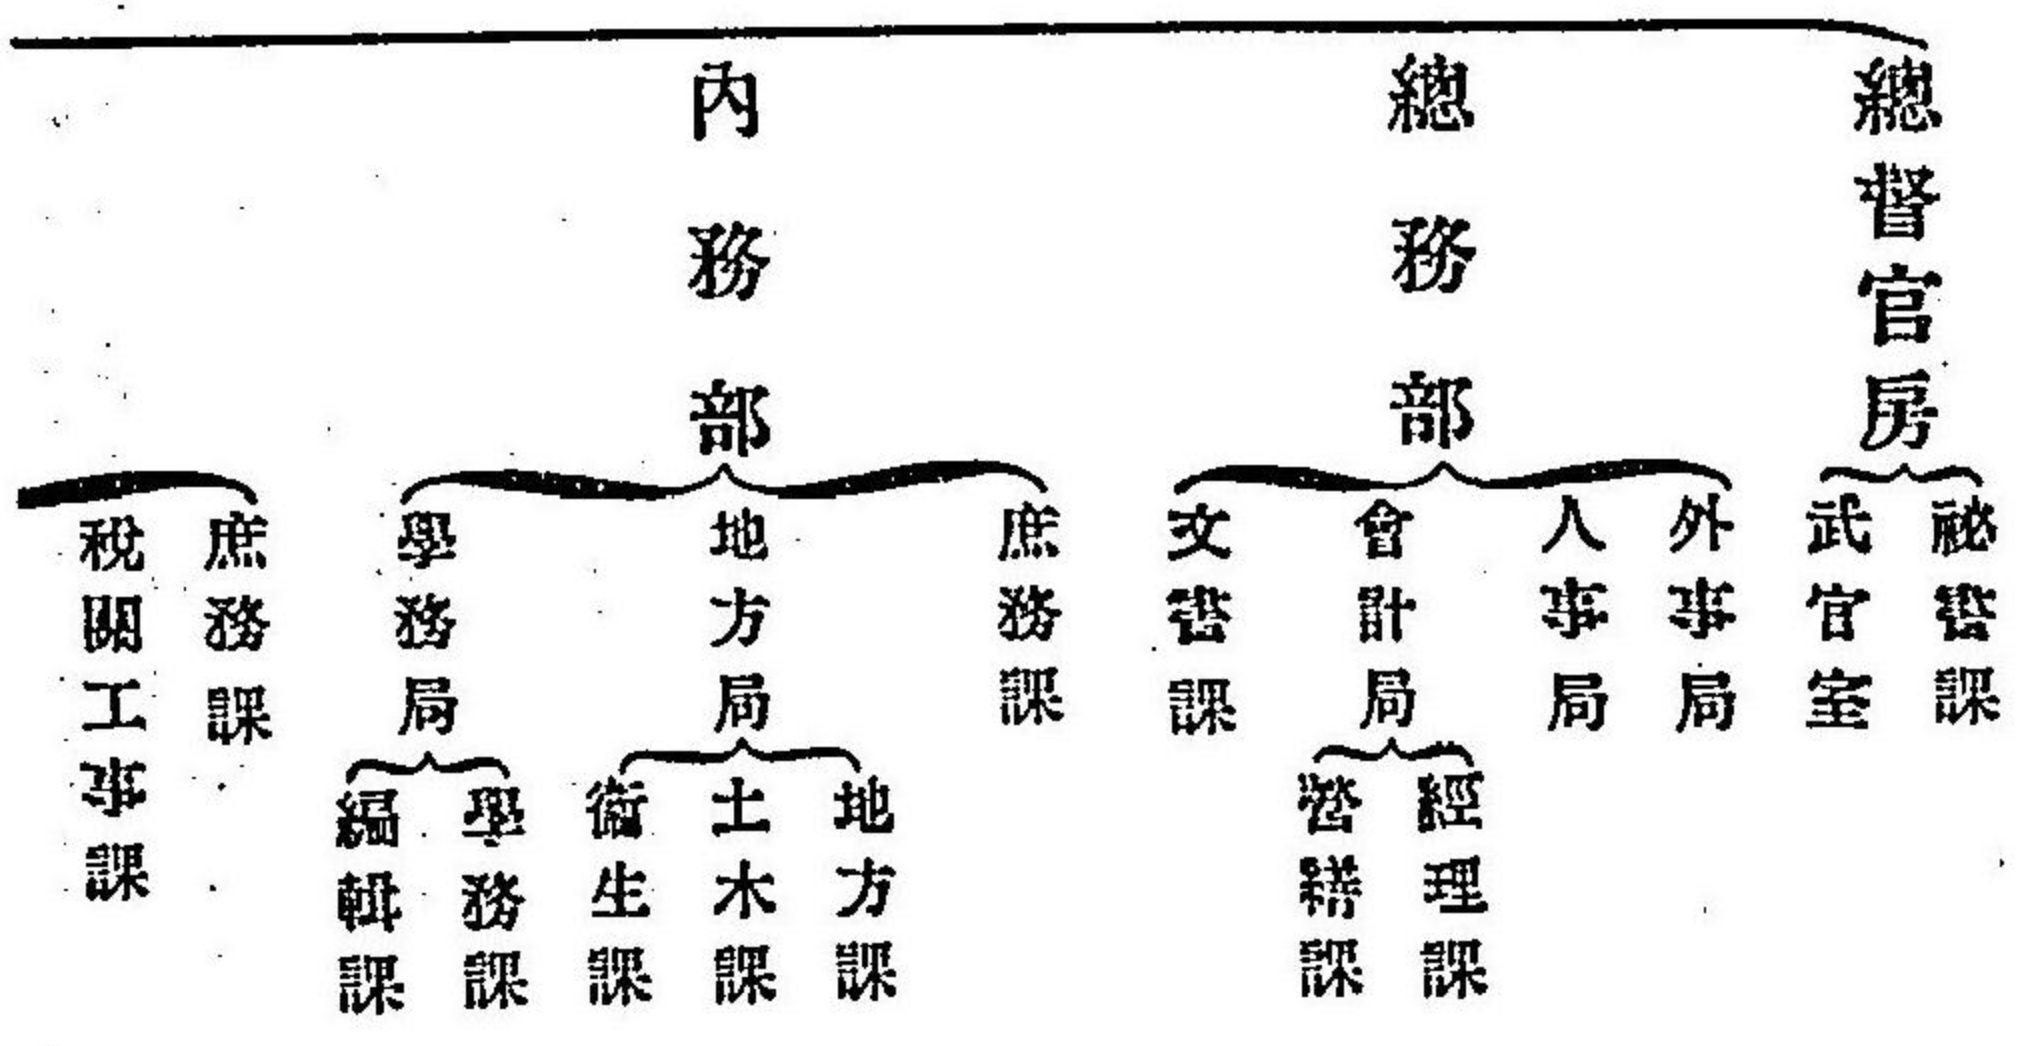 總督官房
祕書課
武官室
總務部
外事局
人事局
會計局
經理課
營繕課
文書課
內務部
庶務課
地方局
地方課
土木課
衞生課
學務局
學務課
編輯課
庶務課
稅關工事課